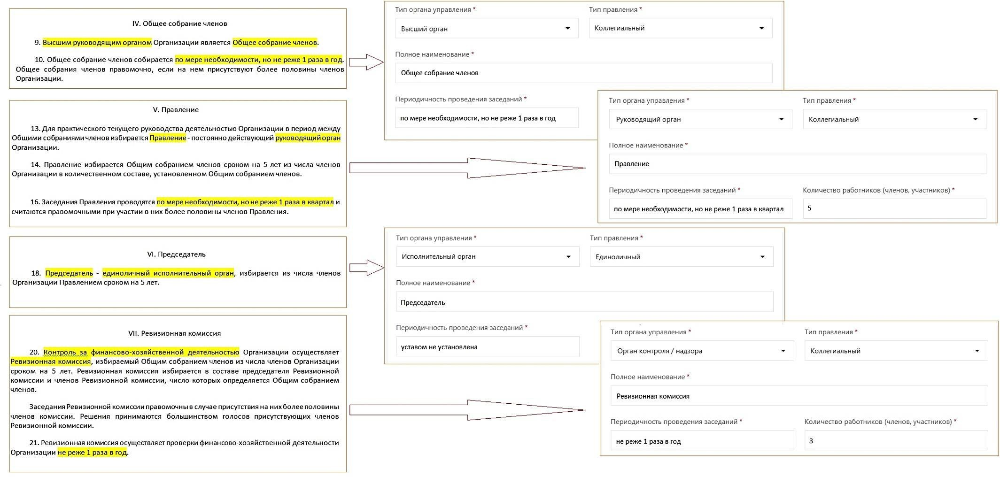 IV. Общее собрание членов
9. Высшим руководящим органом Организации является Общее собрание членов.
10. Общее собрание членов собирается по мере необходимости, но не реже 1 раза в год.
Общее собрания членов правомочно, если на нем присутствуют более половины членов
Организации.
Тип органа управления *
Тип правления *
Высший орган
Коллегиальный
Полное наименование *
Общее собрание членов
Периодичность проведения заседаний *
по мере необходимости, но не реже 1 раза в год
V. Правление
13. Для практического текущего руководства деятельностью Организации в период между
Общими собраниями членов избирается Правление - постоянно действующий руководящий орган
Организации.
14. Правление избирается Общим собранием членов сроком на 5 лет из числа членов
Организации в количественном составе, установленном Общим собранием членов.
16. Заседания Правления проводятся по мере необходимости, но не реже 1 раза в квартал и
считаются правомочными при участии в них более половины членов Правления.
Тип органа управления *
Тип правления *
Руководящий орган
Коллегиальный
Полное наименование *
Правление
Периодичность проведения заседаний *
Количество работников (членов, участников) *
по мере необходимости, но не реже 1 раза в квартал
5
VI. Председатель
18. Председатель - единоличный исполнительный орган, избирается из числа членов
Организации Правлением сроком на 5 лет.
Тип органа управления *
Тип правления *
Исполнительный орган
Единоличный
Полное наименование *
Председатель
Периодичность проведения заседаний *
уставом не установлена
VII. Ревизионная комиссия
20. Контроль за финансово-хозяйственной деятельностью Организации осуществляет
Ревизионная комиссия, избираемый Общим собранием членов из числа членов Организации
сроком на 5 лет. Ревизионная комиссия избирается в составе председателя Ревизионной
комиссии и членов Ревизионной комиссии, число которых определяется Общим собранием
членов.
Заседания Ревизионной комиссии правомочны в случае присутствия на них более половины
членов комиссии. Решения принимаются большинством голосов присутствующих членов
Ревизионной комиссии.
21. Ревизионная комиссия осуществляет проверки финансово-хозяйственной деятельности
Организации не реже 1 раза в год.
Тип органа управления *
Тип правления *
Орган контроля / надзора
Коллегиальный
Полное наименование *
Ревизионная комиссия
Периодичность проведения заседаний *
Количество работников (членов, участников) *
не реже 1 раза в год
3